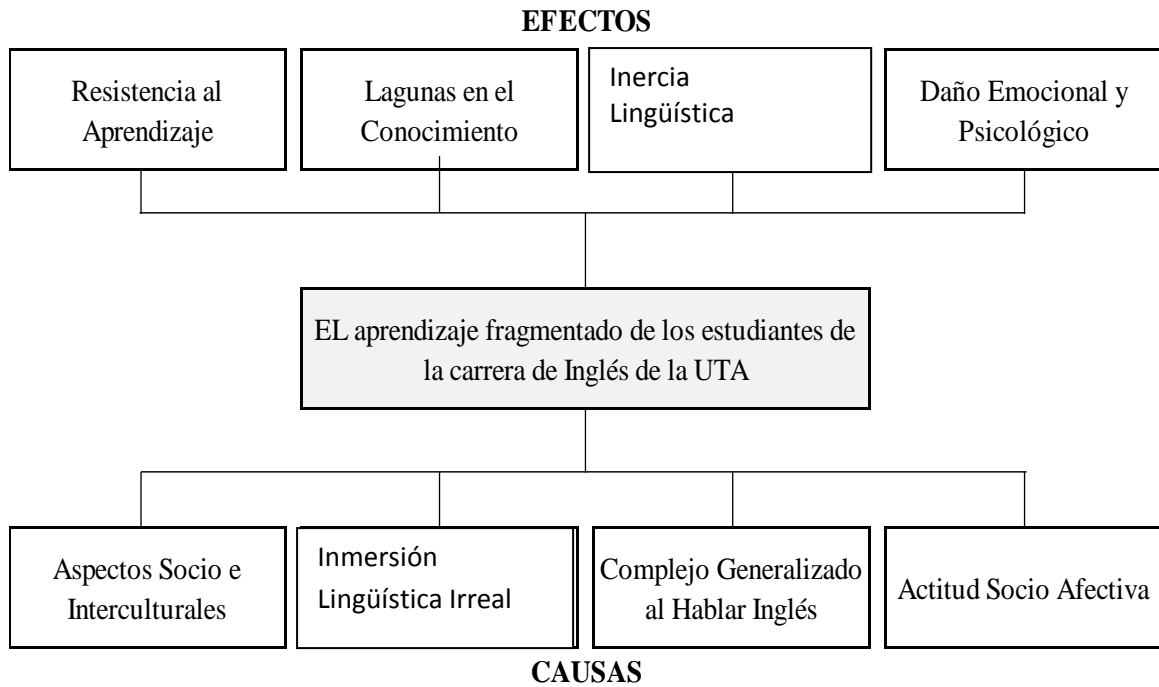 EFECTOS
Resistencia al
Aprendizaje
Lagunas en el
Conocimiento
Inercia
Lingüística
Daño Emocional y
Psicológico
EL aprendizaje fragmentado de los estudiantes de
la carrera de Inglés de la UTA
Aspectos Socio e
Interculturales
Inmersión
Lingüística Irreal
Complejo Generalizado
al Hablar Inglés
Actitud Socio Afectiva
CAUSAS